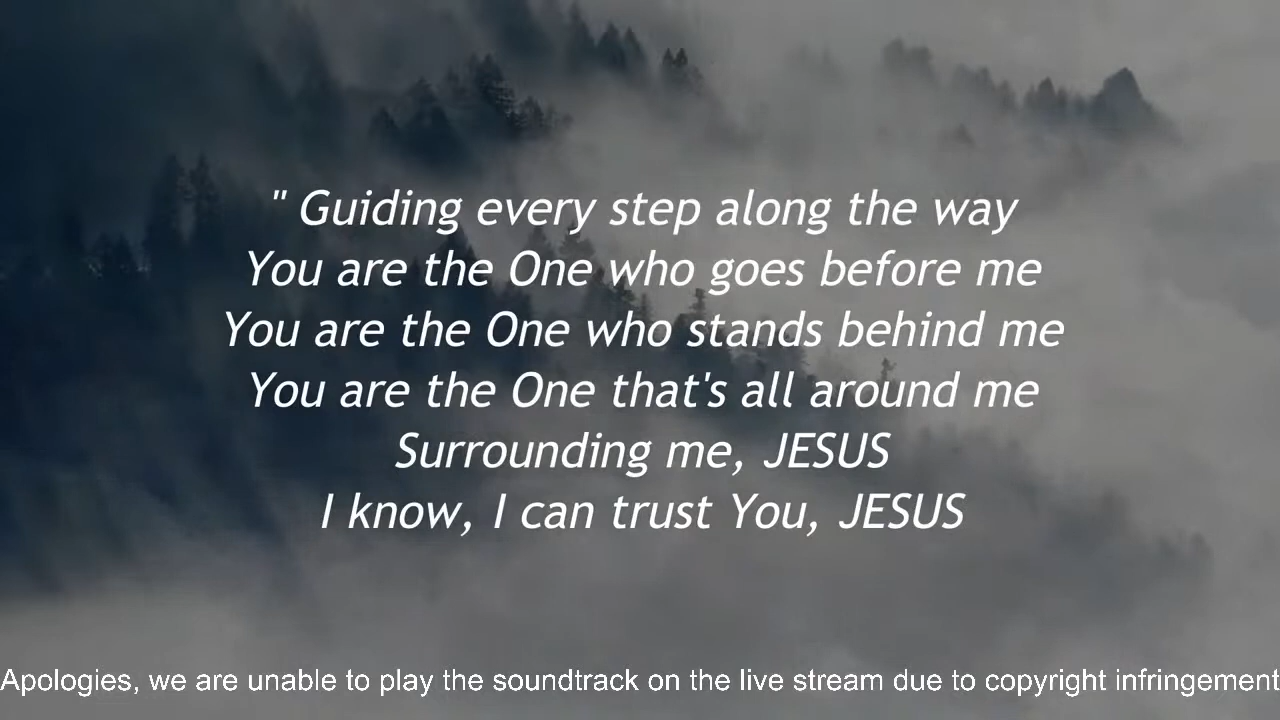 " Guiding every step along the way
You are the One who goes before me
You are the One who stands behind me
You are the One that's all around me
Surrounding me, JESUS
I know, I can trust You, JESUS
Apologies, we are unable to play the soundtrack on the live stream due to copyright infringement